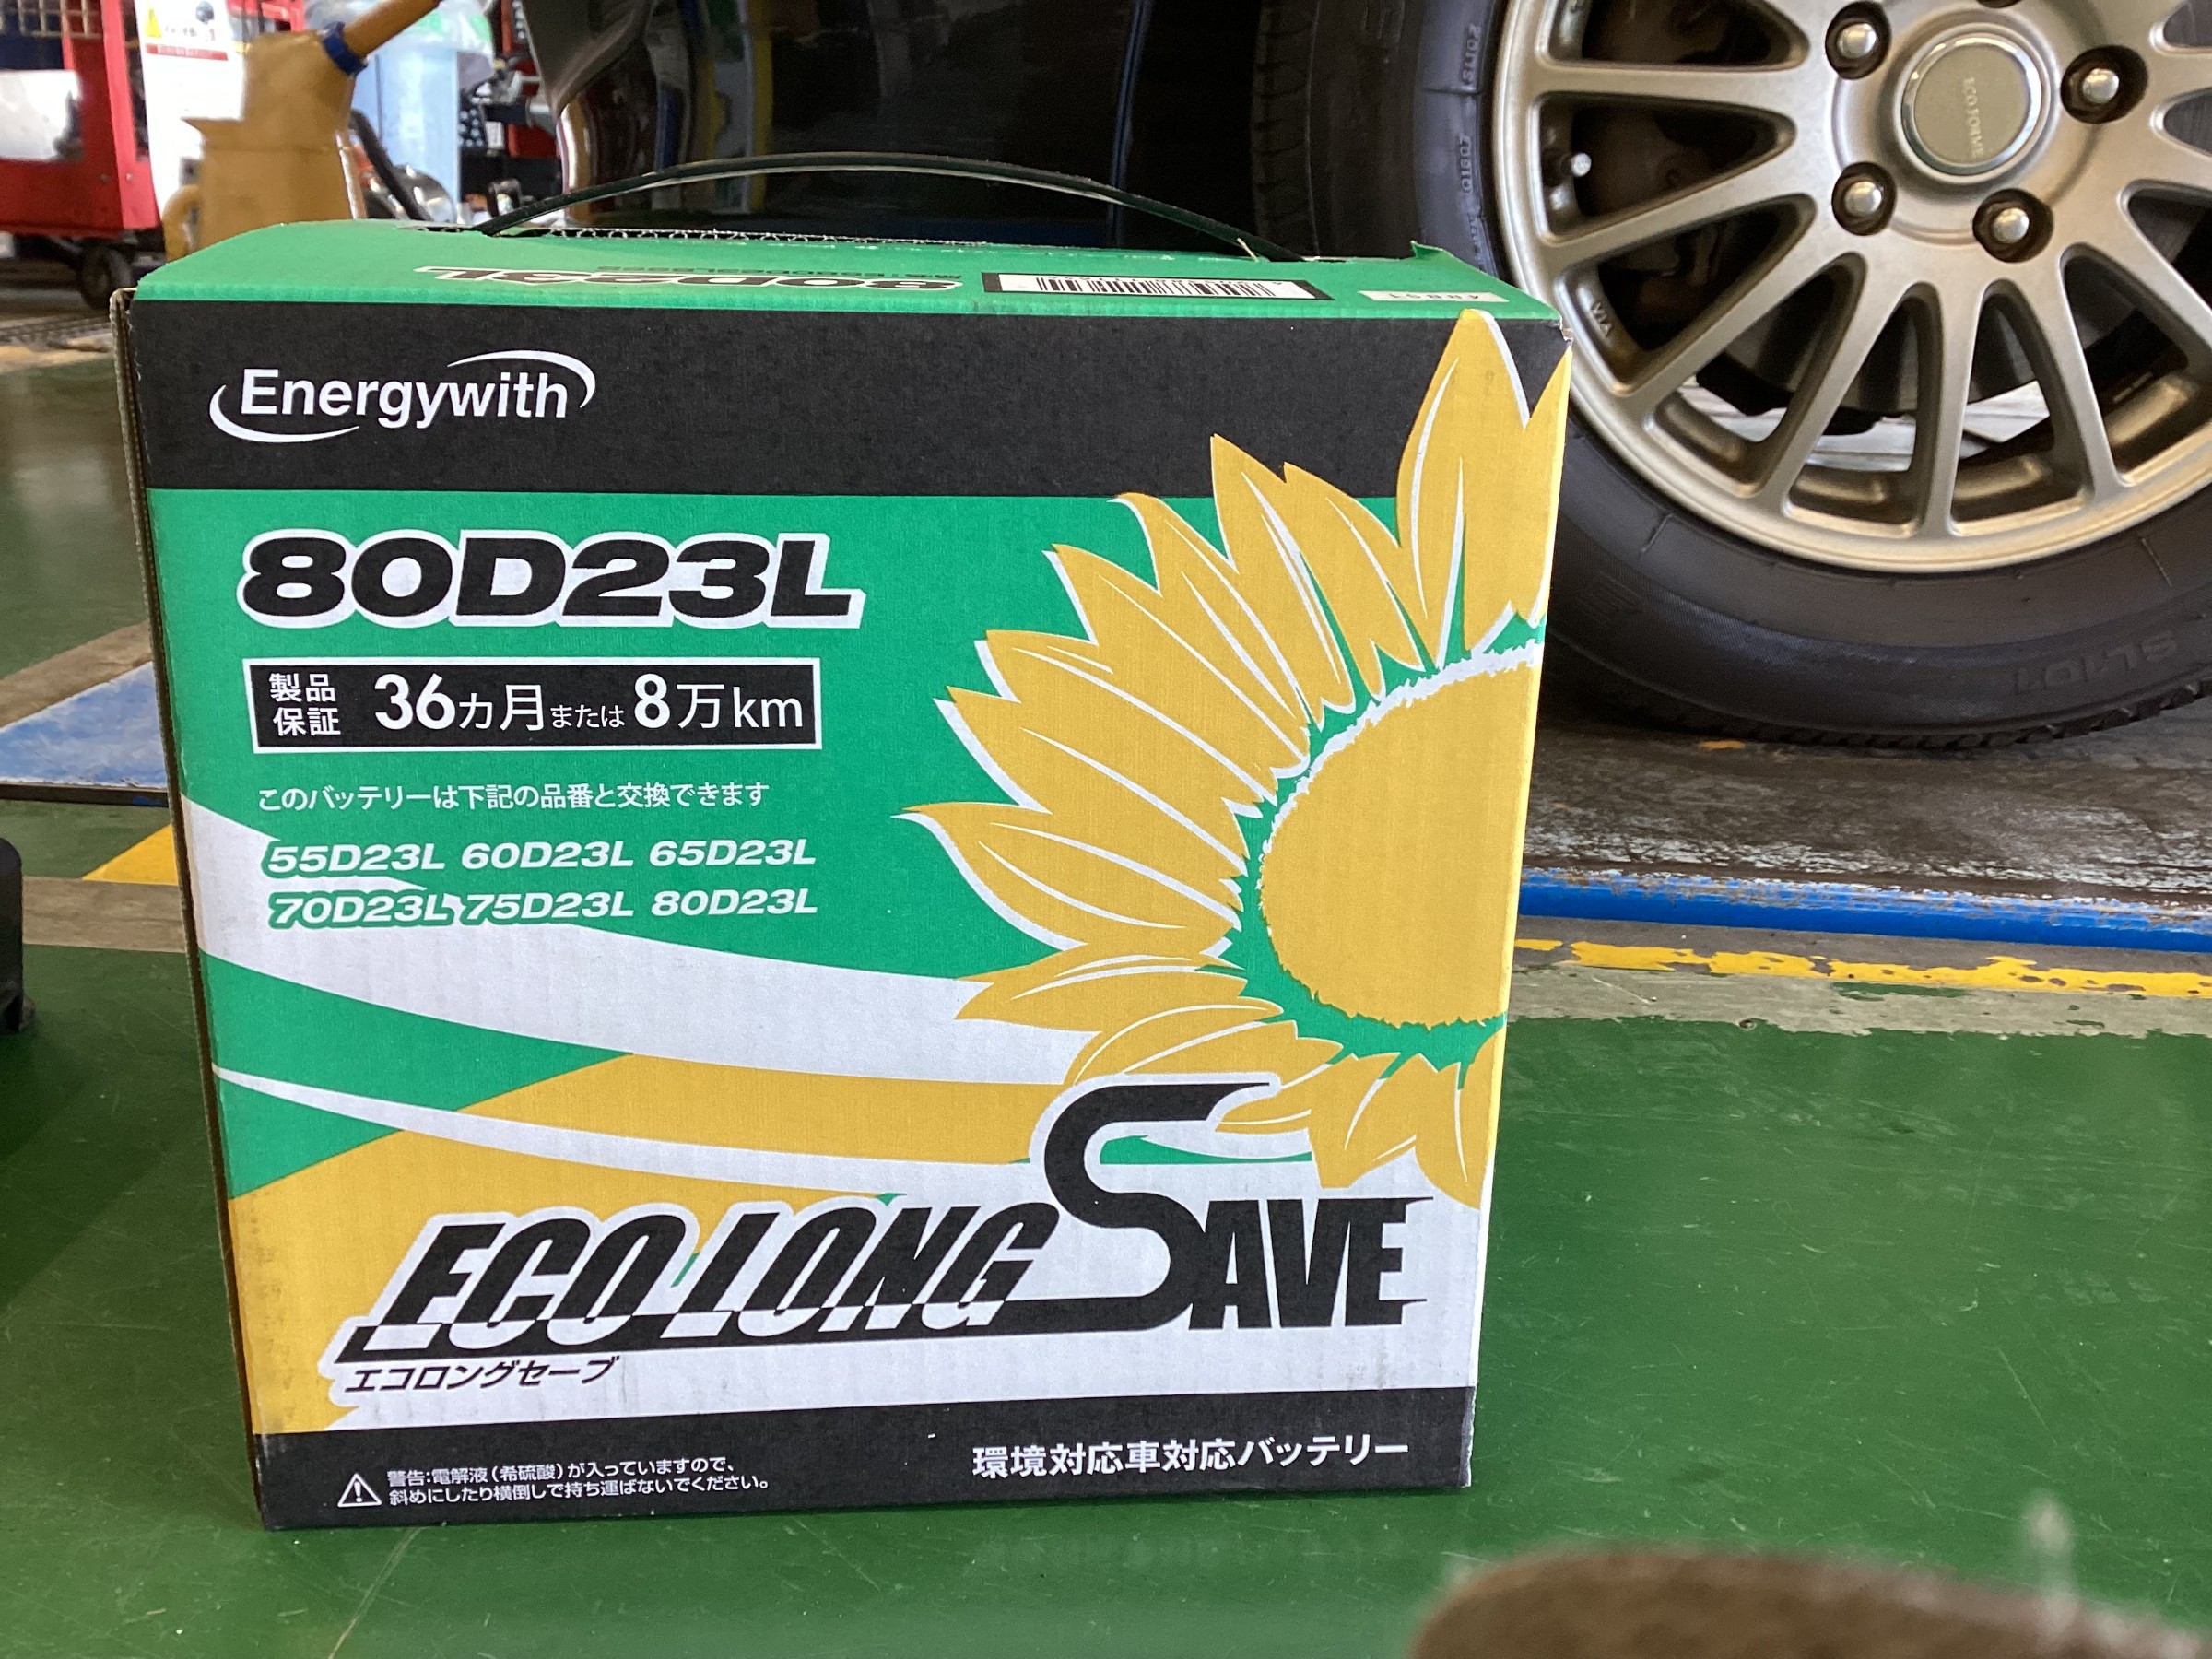 80D23L
Energywith
80D23L
製品保証 36カ月または8万km
このバッテリーは下記の品番と交換できます
55D23L 60D23L 65D23L
70D23L 75D23L 80D23L
ECO LONG SAVE
エコロングセーブ
警告:電解液(希硫酸)が入っていますので、
斜めにしたり横倒しで持ち運ばないでください。
環境対応車対応バッテリー
SL101
VIA